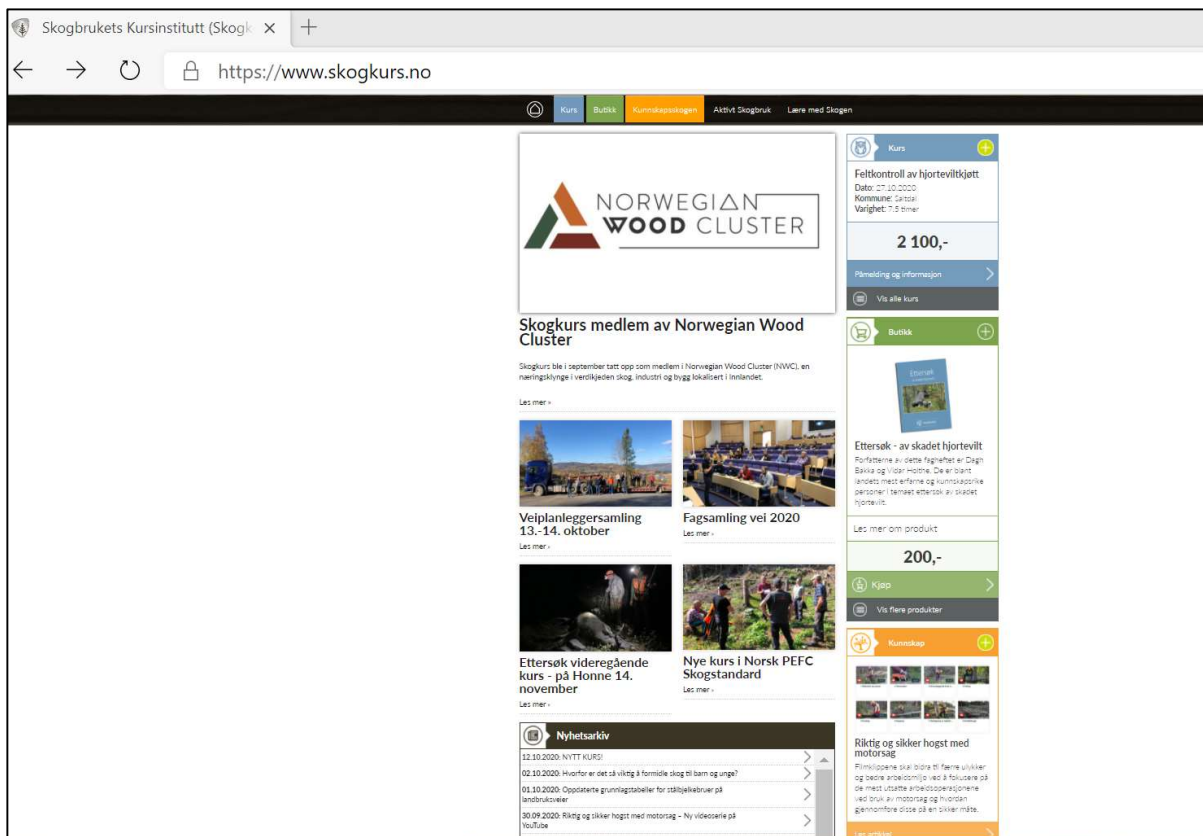 Skogbrukets Kursinstitutt (Skogk
https://www.skogkurs.no
Kurs Butikk Kunnskapsskogen Aktivt Skogbruk Lære med Skogen
NORWEGIAN
WOOD CLUSTER
Skogkurs medlem av Norwegian Wood
Cluster
Skogkurs ble i september tatt opp som medlem i Norwegian Wood Cluster (NWC), en
næringsklynge i verdikjeden skog, industri og bygg lokalisert i Innlandet.
Les mer »
Veiplanleggersamling
13.-14. oktober
Les mer »
Fagsamling vei 2020
Les mer »
Ettersøk videregående
kurs - på Honne 14.
november
Les mer »
Nye kurs i Norsk PEFC
Skogstandard
Les mer »
Nyhetsarkiv
12.10.2020: NYTT KURS!
02.10.2020: Hvorfor er det så viktig å formidle skog til barn og unge?
01.10.2020: Oppdaterte grunnlagstabeller for stålbjelkebruer på
landbruksveier
30.09.2020: Riktig og sikker hogst med motorsag – Ny videoserie på
YouTube
Kurs
Feltkontroll av hjorteviltkjøtt
Dato: 27.10.2020
Kommune: Saltdal
Varighet: 7.5 timer
2 100,-
Påmelding og informasjon
Vis alle kurs
Butikk
Ettersøk
Ettersøk - av skadet hjortevilt
Forfatterne av dette fagheftet er Dagh
Bakka og Vidar Holthe. De er blant
landets mest erfarne og kunnskapsrike
personer i temaet ettersøk av skadet
hjortevilt.
Les mer om produkt
200,-
Kjøp
Vis flere produkter
Kunnskap
Riktig og sikker hogst med
motorsag
Filmklippene skal bidra til færre ulykker
og bedre arbeidsmiljø ved å fokusere på
de mest utsatte arbeidsoperasjonene
ved bruk av motorsag og hvordan
gjennomføre disse på en sikker måte.
Les artikkel